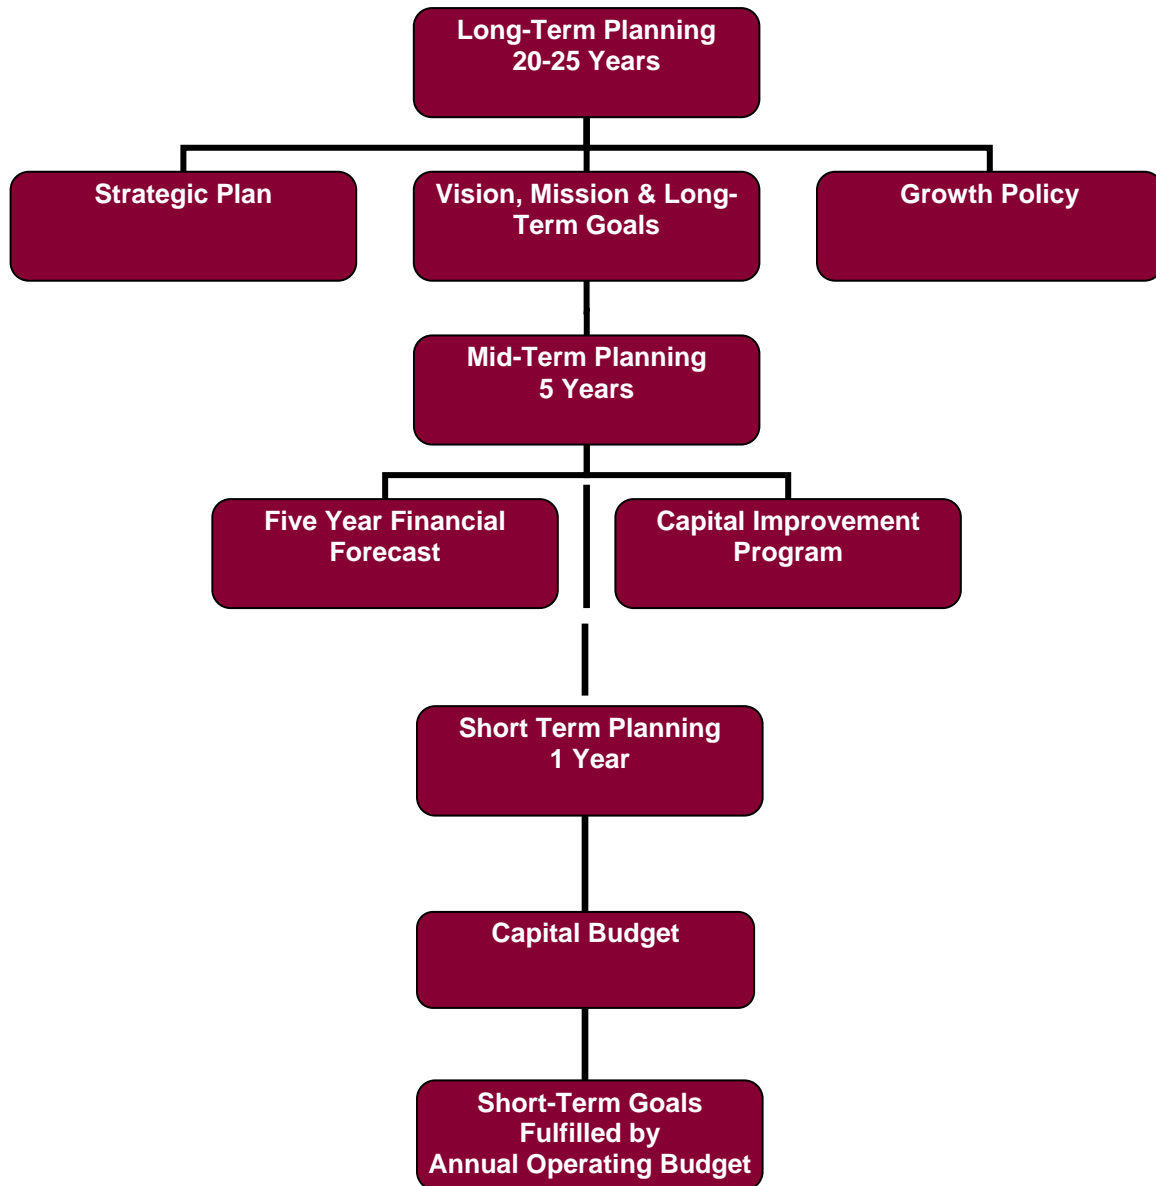 Long-Term Planning
20-25 Years
Strategic Plan
Vision, Mission & Long-
Term Goals
Growth Policy
Mid-Term Planning
5 Years
Five Year Financial
Forecast
Capital Improvement
Program
Short Term Planning
1 Year
Capital Budget
Short-Term Goals
Fulfilled by
Annual Operating Budget